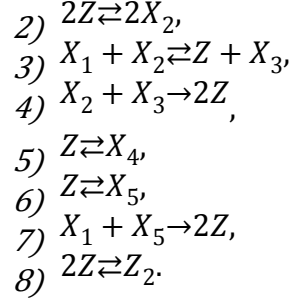 2) 2Z⇄2X₂,
3) X₁ + X₂⇄Z + X₃,
4) X₂ + X₃→2Z,
5) Z⇄X₄,
6) Z⇄X₅,
7) X₁ + X₅→2Z,
8) 2Z⇄Z₂.